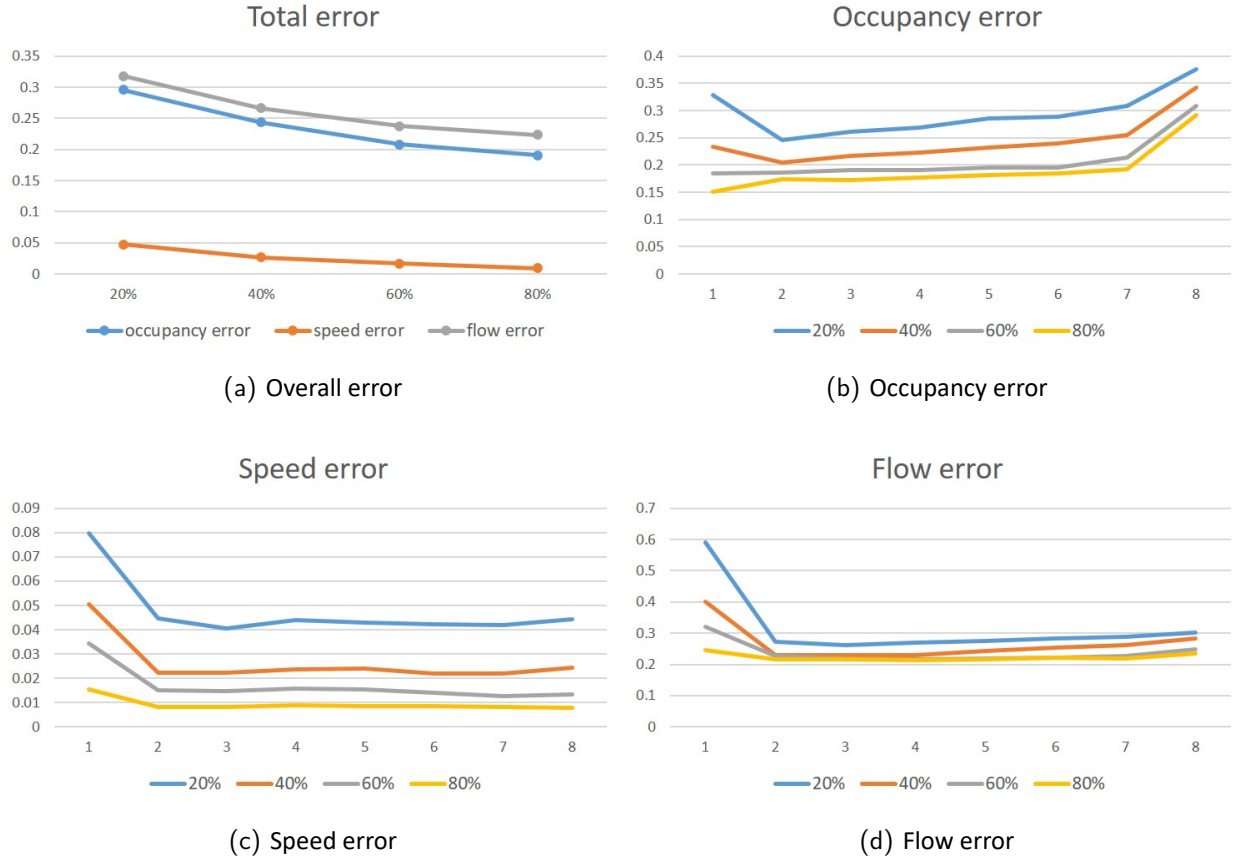 Total error
0.35
0.3
0.25
0.2
0.15
0.1
0.05
0
20% 40% 60% 80%
occupancy error speed error flow error
(a) Overall error
Occupancy error
0.4
0.35
0.3
0.25
0.2
0.15
0.1
0.05
0
1 2 3 4 5 6 7 8
20% 40% 60% 80%
(b) Occupancy error
Speed error
0.09
0.08
0.07
0.06
0.05
0.04
0.03
0.02
0.01
0
1 2 3 4 5 6 7 8
20% 40% 60% 80%
(c) Speed error
Flow error
0.7
0.6
0.5
0.4
0.3
0.2
0.1
0
1 2 3 4 5 6 7 8
20% 40% 60% 80%
(d) Flow error